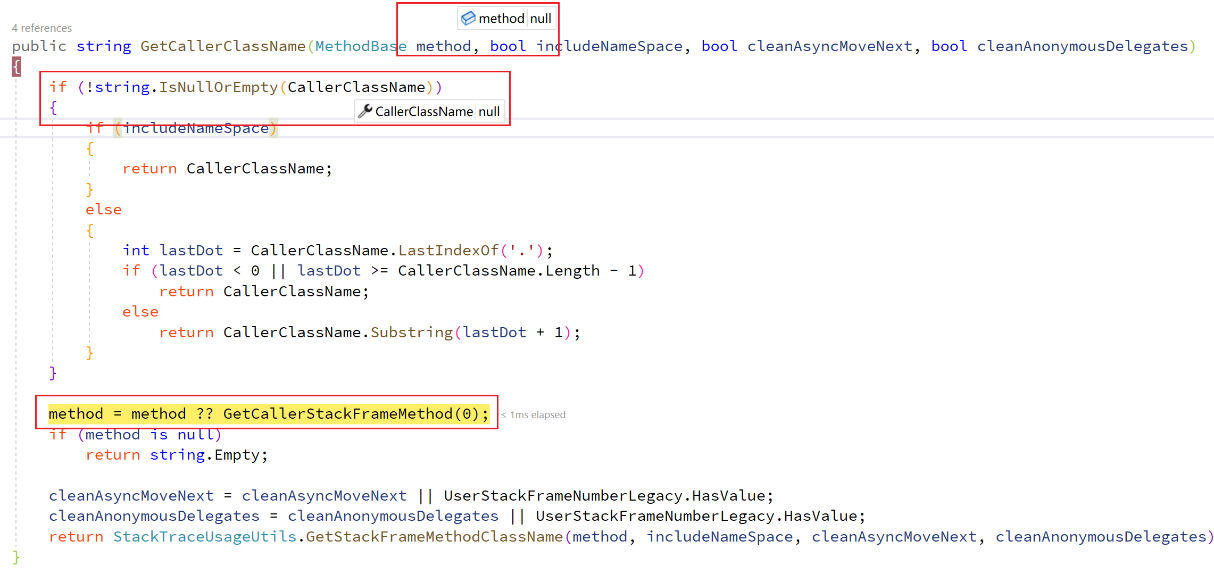 method null
4 references
public string GetCallerClassName(MethodBase method, bool includeNameSpace, bool cleanAsyncMoveNext, bool cleanAnonymousDelegates)
{
if (!string.IsNullOrEmpty(CallerClassName))
{
CallerClassName null
if (includeNameSpace)
{
return CallerClassName;
}
else
{
int lastDot = CallerClassName.LastIndexOf('.');
if (lastDot < 0 || lastDot >= CallerClassName.Length - 1)
return CallerClassName;
else
return CallerClassName.Substring(lastDot + 1);
}
}
method = method ?? GetCallerStackFrameMethod(0); < 1ms elapsed
if (method is null)
return string.Empty;
cleanAsyncMoveNext = cleanAsyncMoveNext || UserStackFrameNumberLegacy.HasValue;
cleanAnonymousDelegates = cleanAnonymousDelegates || UserStackFrameNumberLegacy.HasValue;
return StackTraceUsageUtils.GetStackFrameMethodClassName(method, includeNameSpace, cleanAsyncMoveNext, cleanAnonymousDelegates)
}